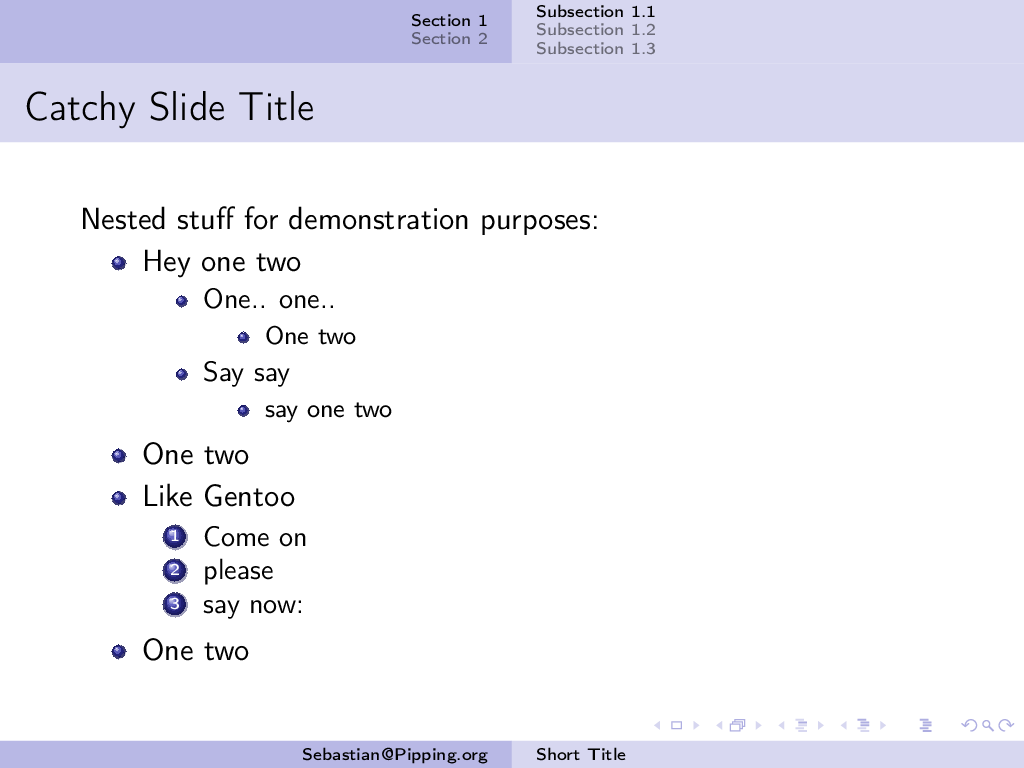 Section 1
Section 2
Subsection 1.1
Subsection 1.2
Subsection 1.3
Catchy Slide Title
Nested stuff for demonstration purposes:
Hey one two
One.. one..
One two
Say say
say one two
One two
Like Gentoo
1 Come on
2 please
3 say now:
One two
Sebastian@Pipping.org
Short Title